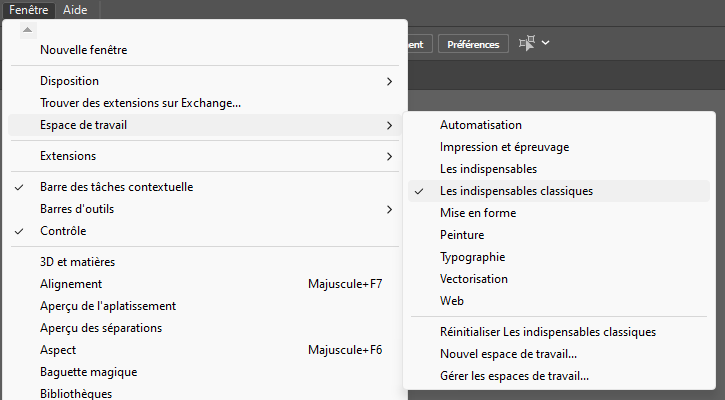 Fenêtre Aide
Nouvelle fenêtre
ment Préférences
Disposition
Trouver des extensions sur Exchange...
Espace de travail
Extensions
Barre des tâches contextuelle
Barres d'outils
Contrôle
3D et matières
Alignement Majuscule+F7
Aperçu de l'aplatissement
Aperçu des séparations
Aspect Majuscule+F6
Baguette magique
Bibliothèques
Automatisation
Impression et épreuvage
Les indispensables
Les indispensables classiques
Mise en forme
Peinture
Typographie
Vectorisation
Web
Réinitialiser Les indispensables classiques
Nouvel espace de travail...
Gérer les espaces de travail...